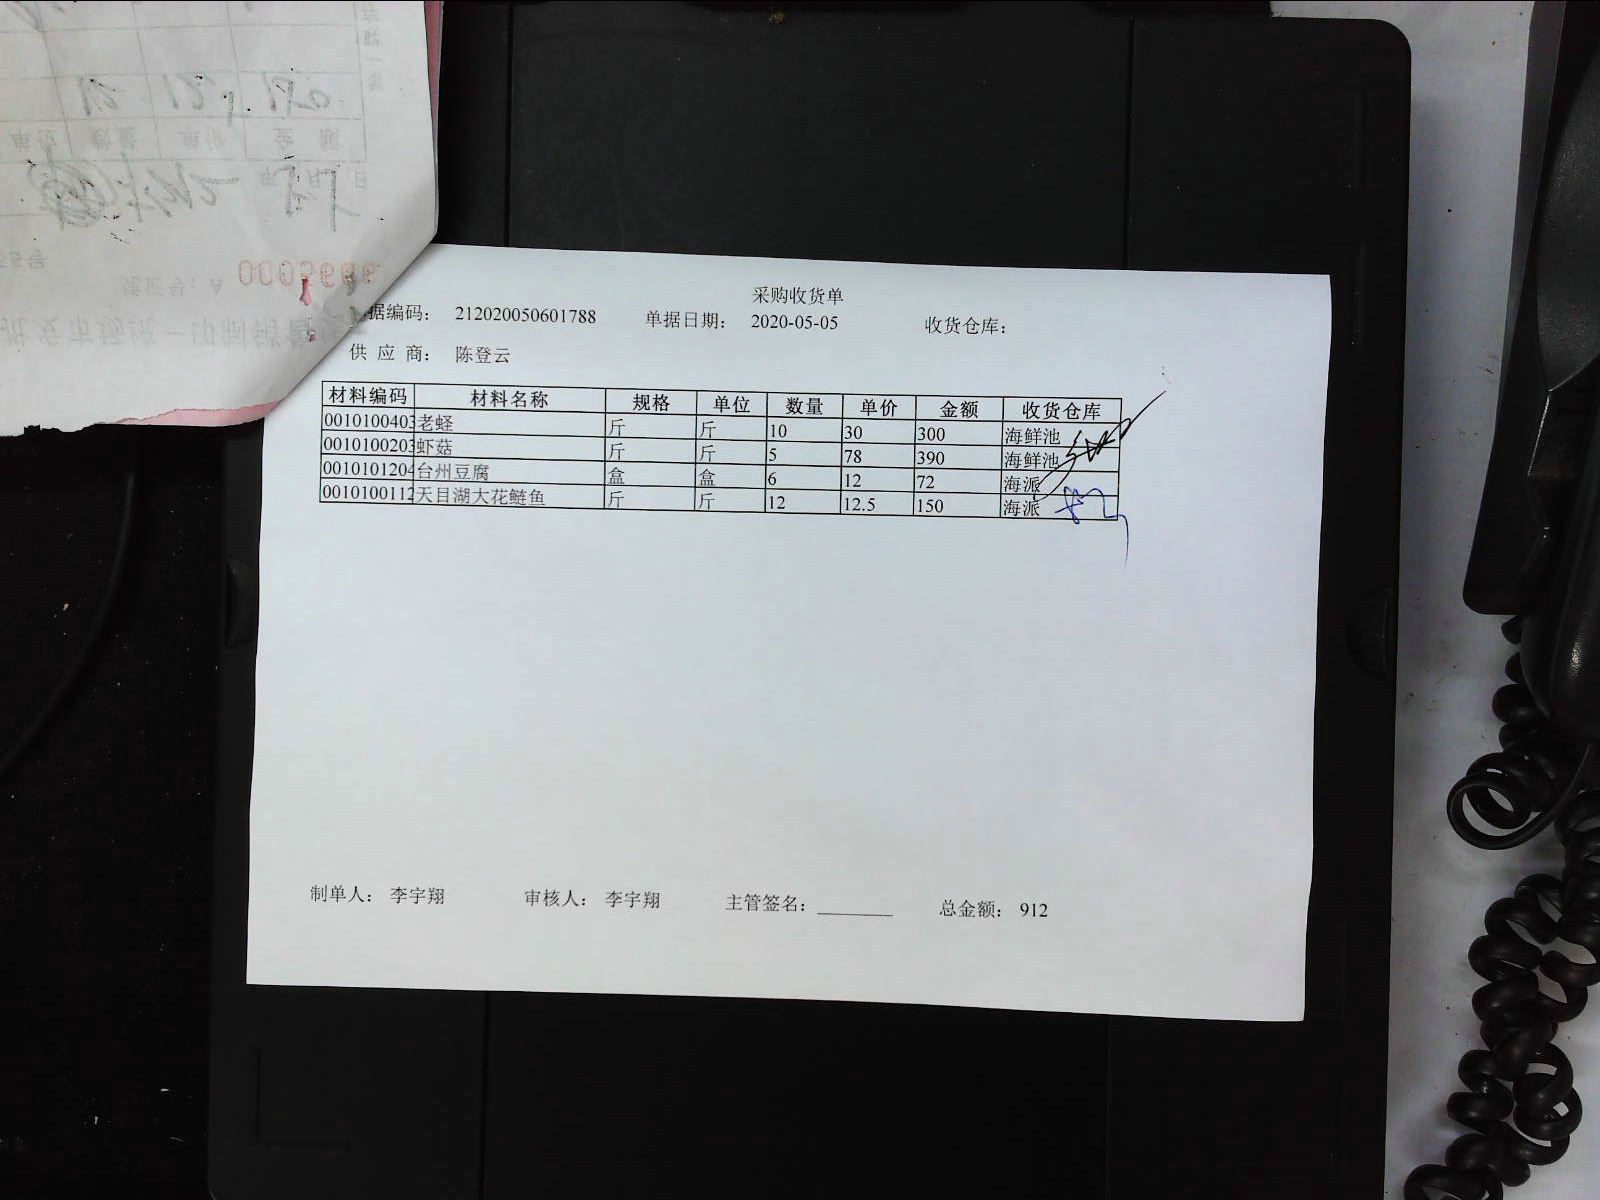 采购收货单
据编码： 212020050601788 单据日期： 2020-05-05 收货仓库：
供 应 商： 陈登云
材料编码 材料名称 规格 单位 数量 单价 金额 收货仓库
0010100403 老蛏 斤 斤 10 30 300 海鲜池
0010100203 虾菇 斤 斤 5 78 390 海鲜池
0010101204 台州豆腐 盒 盒 6 12 72 海派
0010100112 天目湖大花鲢鱼 斤 斤 12 12.5 150 海派
制单人： 李宇翔 审核人： 李宇翔 主管签名： 总金额： 912